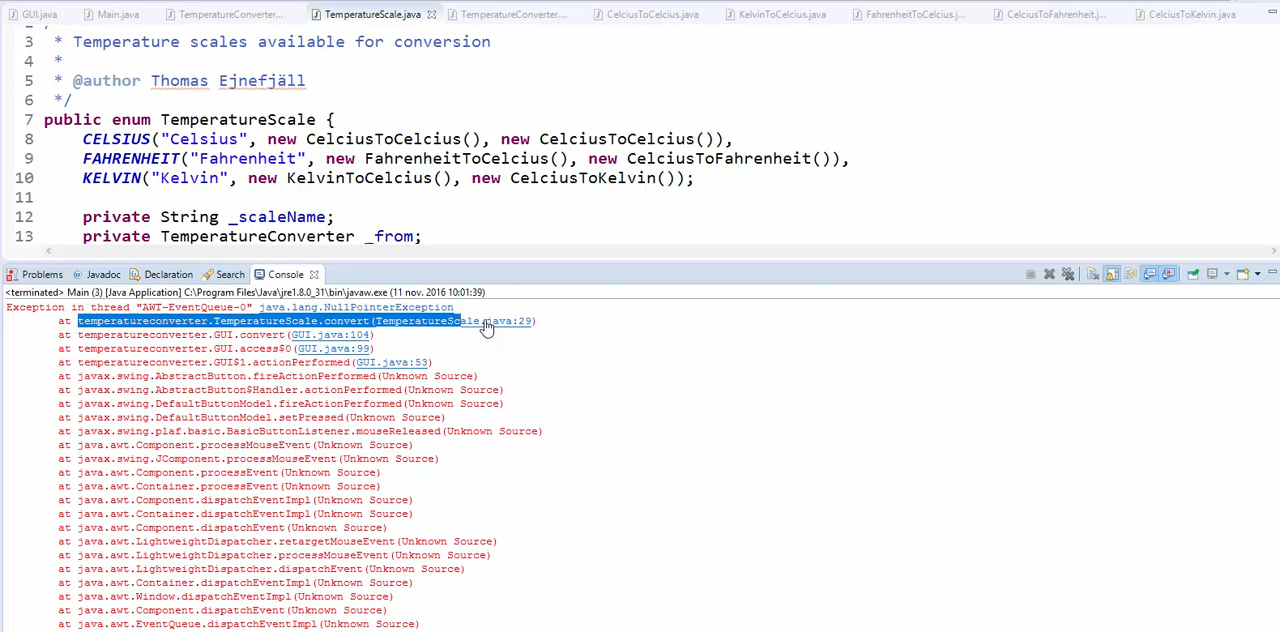 GUI.java Main.java TemperatureConverter... TemperatureScale.java TemperatureConverter.... CelciusToCelcius.java KelvinToCelcius.java FahrenheitToCelcius.j... CelciusToFahrenheit.j... CelciusToKelvin.java
3 * Temperature scales available for conversion
4 *
5 * @author Thomas Ejnefjäll
6 */
7 public enum TemperatureScale {
8 CELSIUS("Celsius", new CelciusToCelcius(), new CelciusToCelcius()),
9 FAHRENHEIT("Fahrenheit", new FahrenheitToCelcius(), new CelciusToFahrenheit()),
10 KELVIN("Kelvin", new KelvinToCelcius(), new CelciusToKelvin());
11
12 private String _scaleName;
13 private TemperatureConverter _from;
Problems @ Javadoc Declaration Search Console
<terminated> Main (3) [Java Application] C:\Program Files\Java\jre1.8.0_31\bin\javaw.exe (11 nov. 2016 10:01:39)
Exception in thread "AWT-EventQueue-0" java.lang.NullPointerException
at temperatureconverter.TemperatureScale.convert(TemperatureScale.java:29)
at temperatureconverter.GUI.convert(GUI.java:104)
at temperatureconverter.GUI.access$0(GUI.java:99)
at temperatureconverter.GUI$1.actionPerformed(GUI.java:53)
at javax.swing.AbstractButton.fireActionPerformed(Unknown Source)
at javax.swing.AbstractButton$Handler.actionPerformed(Unknown Source)
at javax.swing.DefaultButtonModel.fireActionPerformed(Unknown Source)
at javax.swing.DefaultButtonModel.setPressed(Unknown Source)
at javax.swing.plaf.basic.BasicButtonListener.mouseReleased(Unknown Source)
at java.awt.Component.processMouseEvent(Unknown Source)
at javax.swing.JComponent.processMouseEvent(Unknown Source)
at java.awt.Component.processEvent(Unknown Source)
at java.awt.Container.processEvent(Unknown Source)
at java.awt.Component.dispatchEventImpl(Unknown Source)
at java.awt.Container.dispatchEventImpl(Unknown Source)
at java.awt.Component.dispatchEvent(Unknown Source)
at java.awt.LightweightDispatcher.retargetMouseEvent(Unknown Source)
at java.awt.LightweightDispatcher.processMouseEvent(Unknown Source)
at java.awt.LightweightDispatcher.dispatchEvent(Unknown Source)
at java.awt.Container.dispatchEventImpl(Unknown Source)
at java.awt.Window.dispatchEventImpl(Unknown Source)
at java.awt.Component.dispatchEvent(Unknown Source)
at java.awt.EventQueue.dispatchEventImpl(Unknown Source)